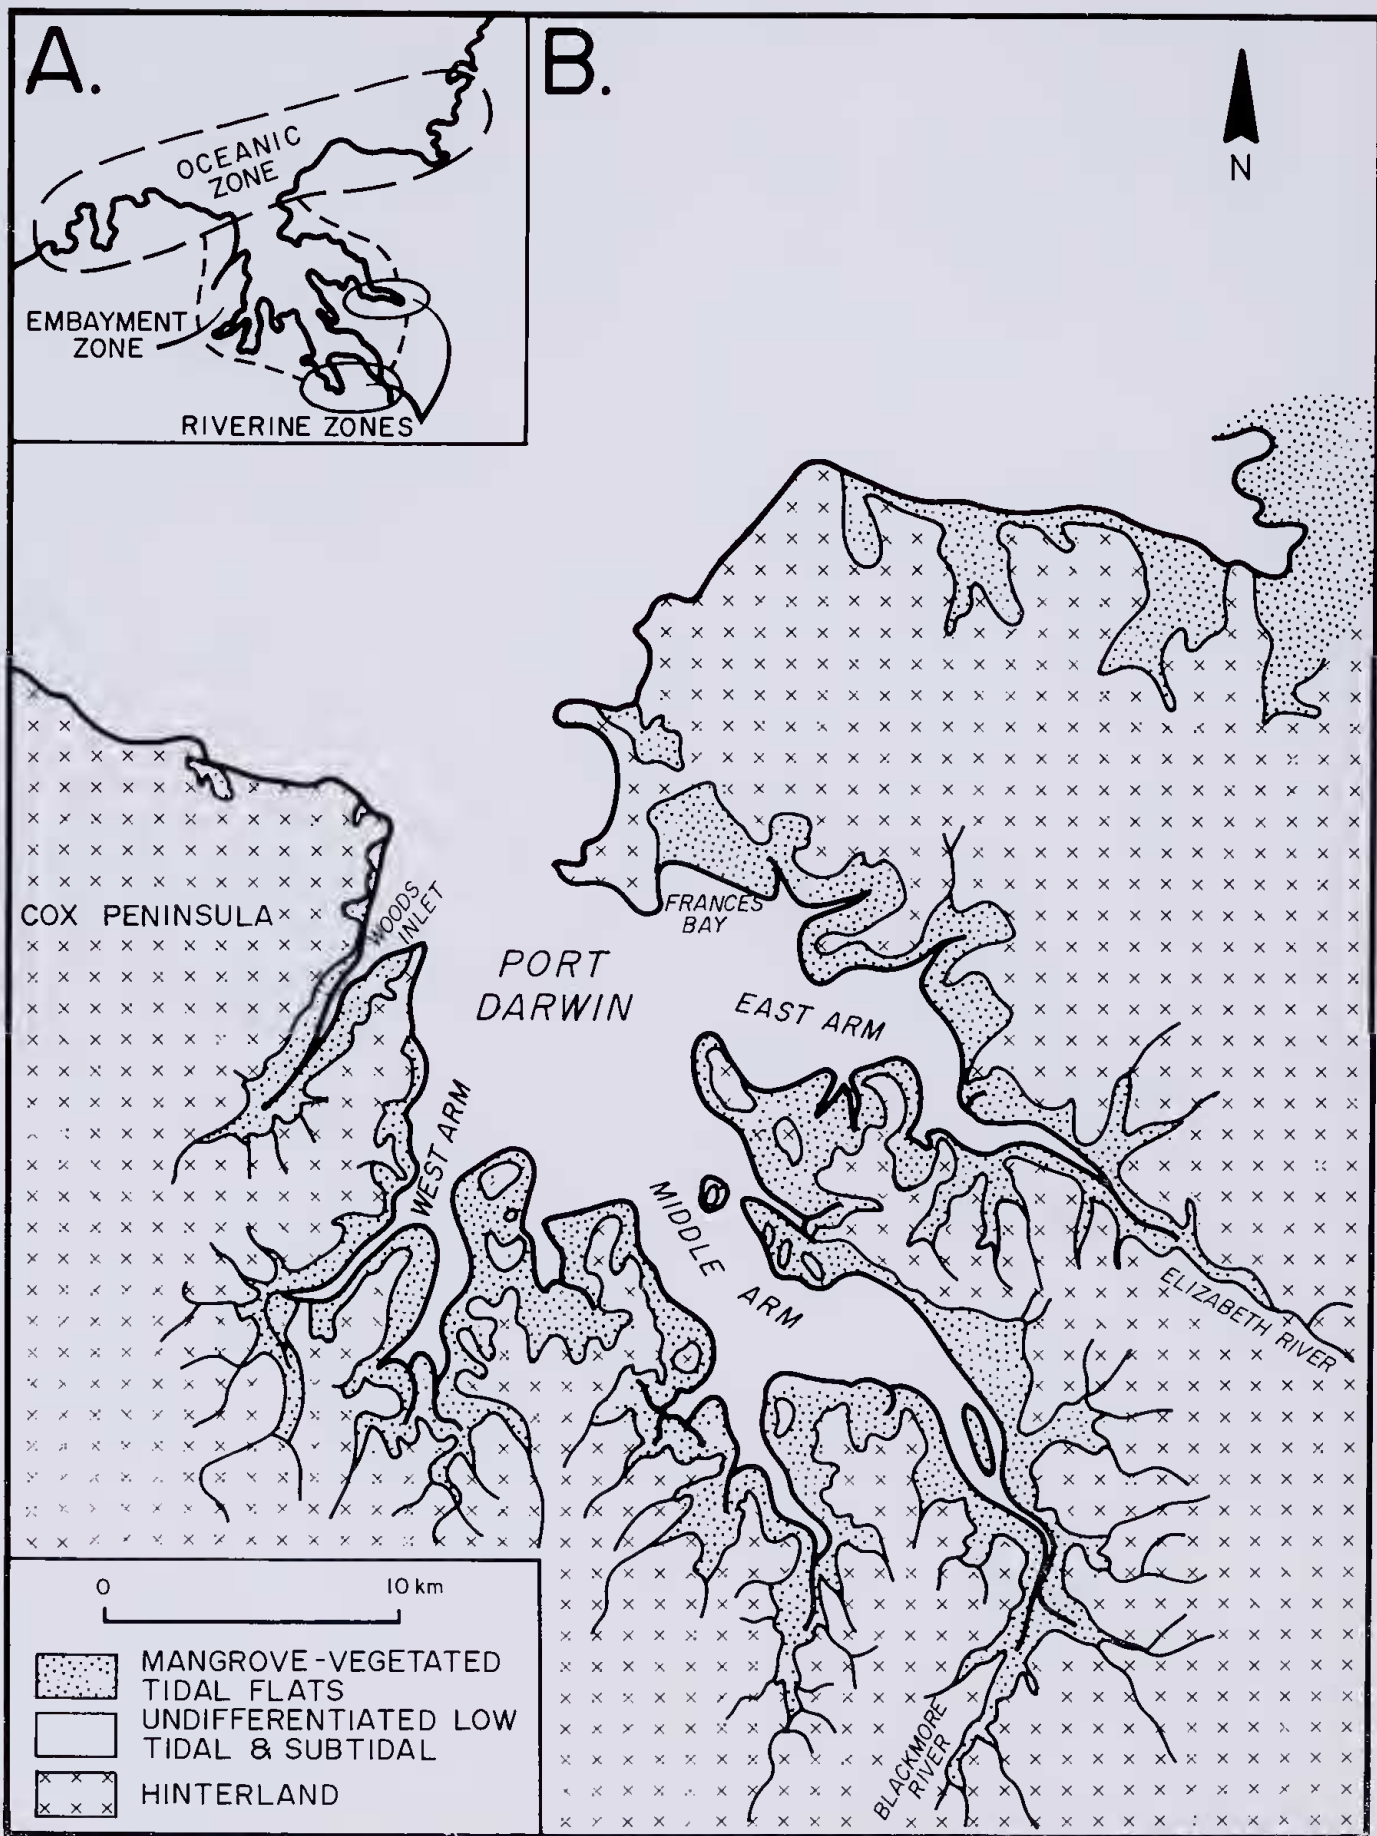 A.
OCEANIC
ZONE
EMBAYMENT
ZONE
RIVERINE ZONES
B.
N
COX PENINSULA
WOODS
INLET
PORT
DARWIN
FRANCES
BAY
EAST ARM
WEST ARM
MIDDLE
ARM
ELIZABETH RIVER
BLACKMORE
RIVER
0 10 km
MANGROVE-VEGETATED
TIDAL FLATS
UNDIFFERENTIATED LOW
TIDAL & SUBTIDAL
HINTERLAND